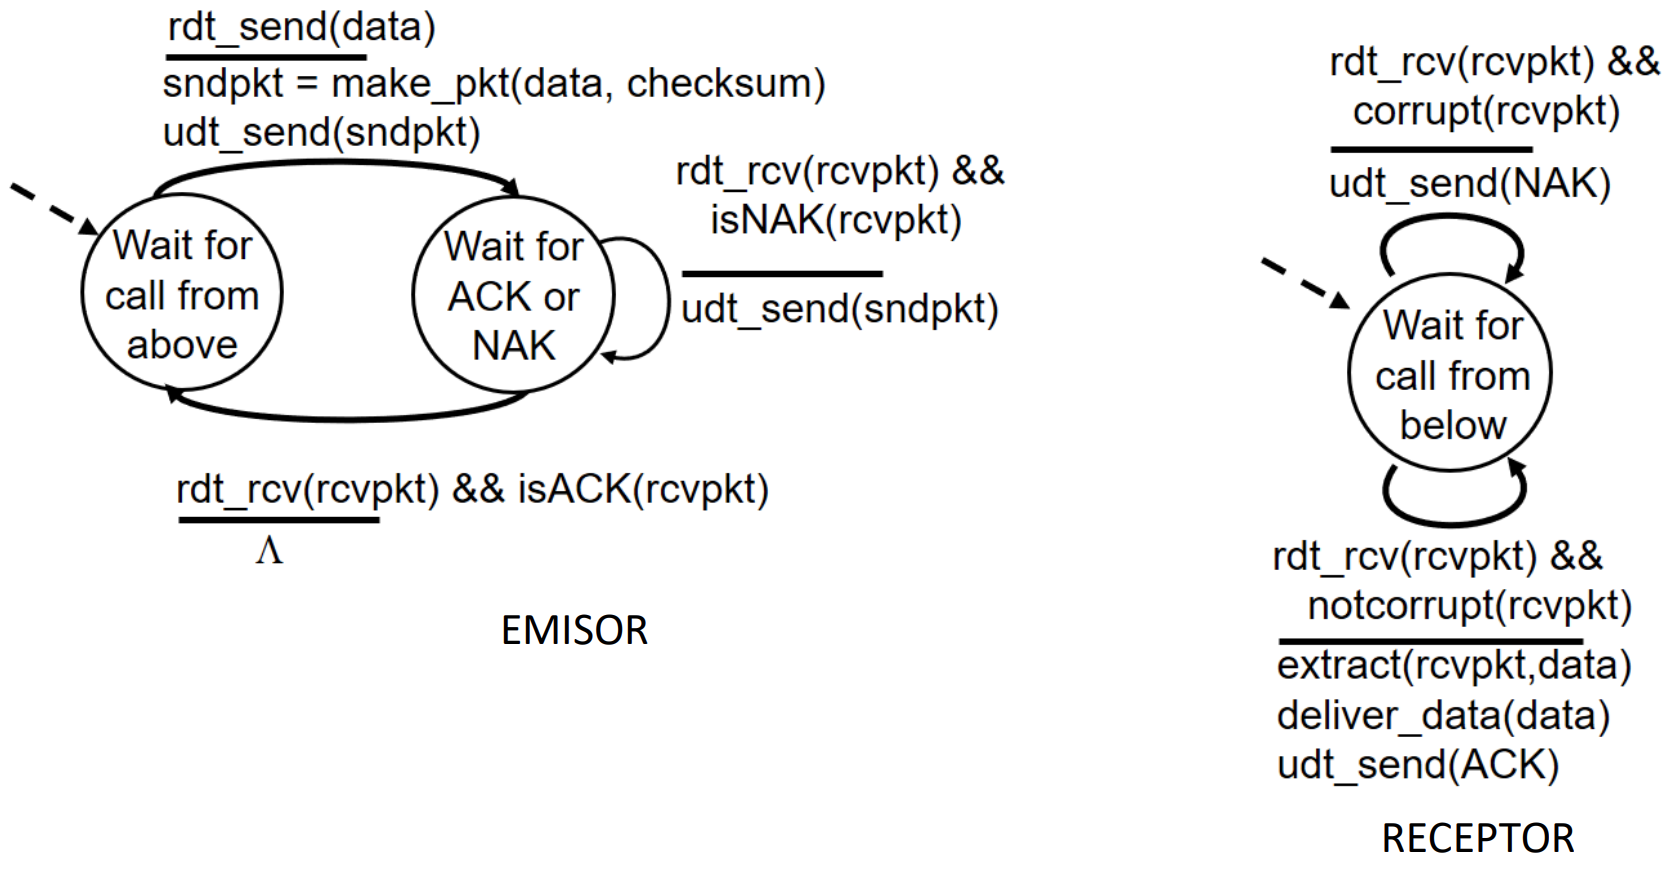 rdt_send(data)
sndpkt = make_pkt(data, checksum)
udt_send(sndpkt)
Wait for
call from
above
Wait for
ACK or
NAK
rdt_rcv(rcvpkt) &&
isNAK(rcvpkt)
udt_send(sndpkt)
rdt_rcv(rcvpkt) && isACK(rcvpkt)
Λ
EMISOR
rdt_rcv(rcvpkt) &&
corrupt(rcvpkt)
udt_send(NAK)
Wait for
call from
below
rdt_rcv(rcvpkt) &&
notcorrupt(rcvpkt)
extract(rcvpkt,data)
deliver_data(data)
udt_send(ACK)
RECEPTOR